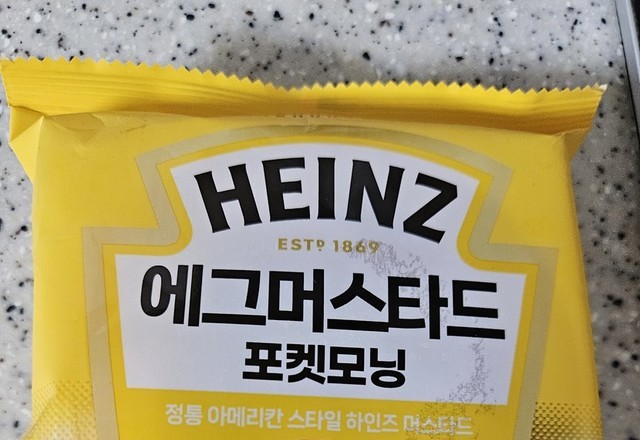 HEINZ
ESTD 1869
에그머스타드
포켓모닝
정통 아메리칸 스타일 하인즈 머스타드